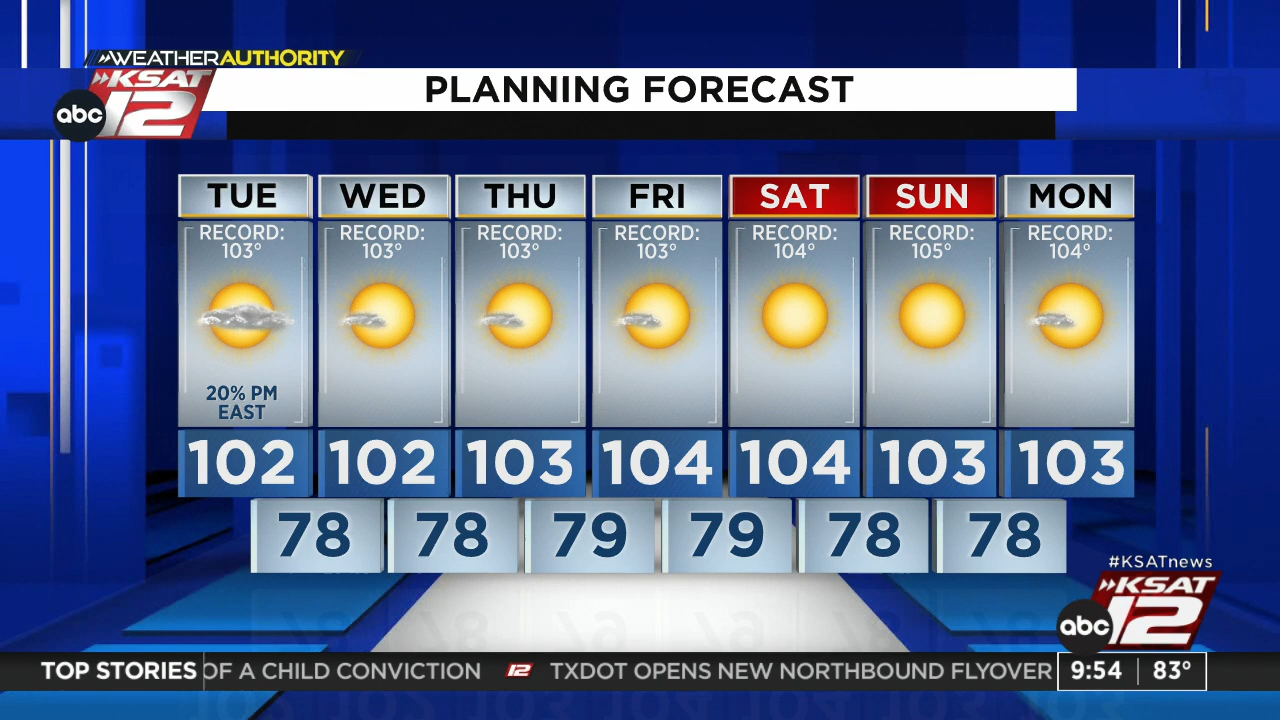 WEATHERAUTHORITY
KSAT
abc 12
PLANNING FORECAST
TUE WED THU FRI SAT SUN MON
RECORD: RECORD: RECORD: RECORD: RECORD: RECORD: RECORD:
103° 103° 103° 103° 104° 105° 104°
20% PM
EAST
102 102 103 104 104 103 103
78 78 79 79 78 78
#KSATnews
KSAT
abc 12
TOP STORIES OF A CHILD CONVICTION 12 TXDOT OPENS NEW NORTHBOUND FLYOVER 9:54 83°